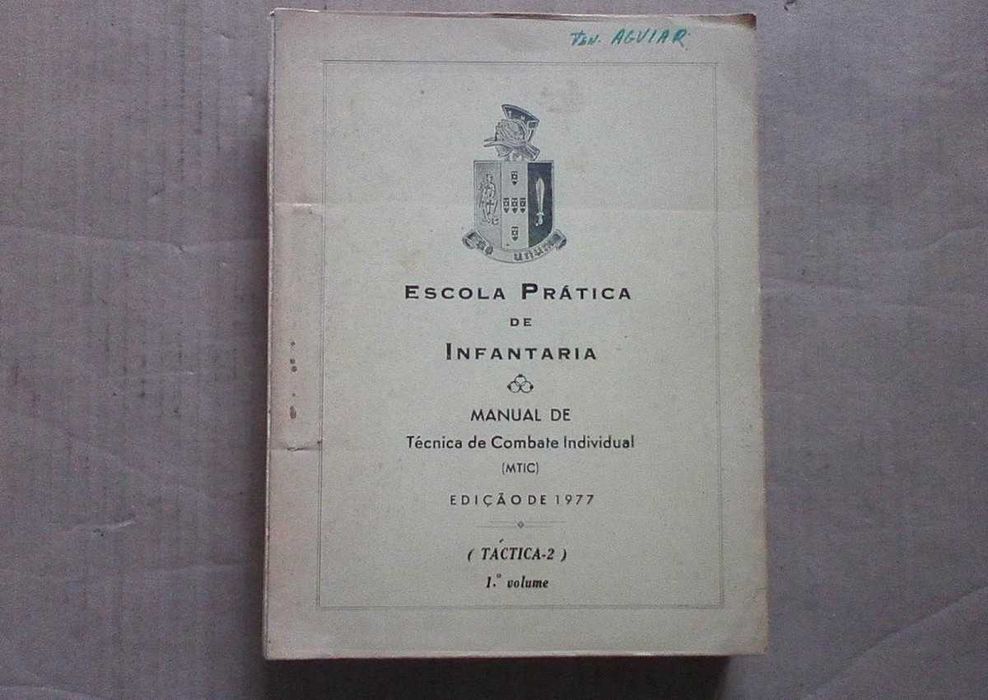 Ten. AGUIAR
unum
ESCOLA PRÁTICA
DE
INFANTARIA
MANUAL DE
Técnica de Combate Individual
(MTIC)
EDIÇÃO DE 1977
( TÁCTICA-2 )
1.º volume